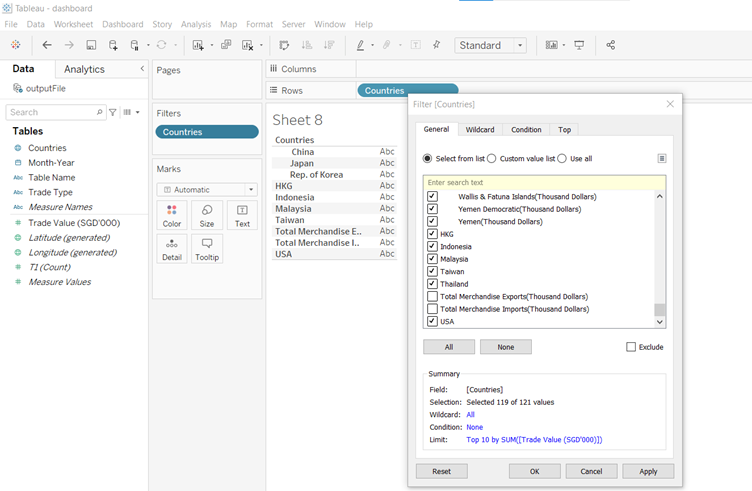 Tableau - dashboard
File Data Worksheet Dashboard Story Analysis Map Format Server Window Help
Standard
Data Analytics
outputFile
Search
Tables
Countries
Month-Year
Table Name
Trade Type
Measure Names
Trade Value (SGD'000)
Latitude (generated)
Longitude (generated)
T1 (Count)
Measure Values
Pages
Filters
Countries
Marks
Automatic
Color Size Text
Detail Tooltip
Columns
Rows Countries
Sheet 8
Countries
China Abc
Japan Abc
Rep. of Korea Abc
HKG Abc
Indonesia Abc
Malaysia Abc
Taiwan Abc
Total Merchandise E.. Abc
Total Merchandise I.. Abc
USA Abc
Filter [Countries]
General Wildcard Condition Top
Select from list Custom value list Use all
Enter search text
Wallis & Fatuna Islands(Thousand Dollars)
Yemen Democratic(Thousand Dollars)
Yemen(Thousand Dollars)
HKG
Indonesia
Malaysia
Taiwan
Thailand
Total Merchandise Exports(Thousand Dollars)
Total Merchandise Imports(Thousand Dollars)
USA
All None Exclude
Summary
Field: [Countries]
Selection: Selected 119 of 121 values
Wildcard: All
Condition: None
Limit: Top 10 by SUM([Trade Value (SGD'000)])
Reset OK Cancel Apply